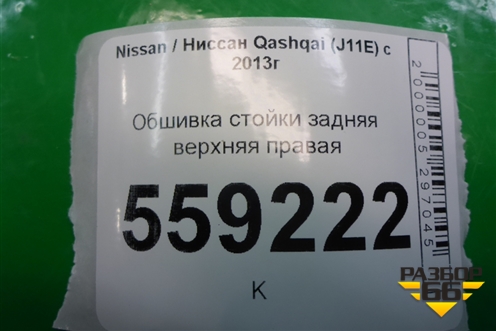 Nissan / Ниссан Qashqai (J11E) с
2013г
Обшивка стойки задняя
верхняя правая
559222
К
2000005297045
РАЗБОР
66